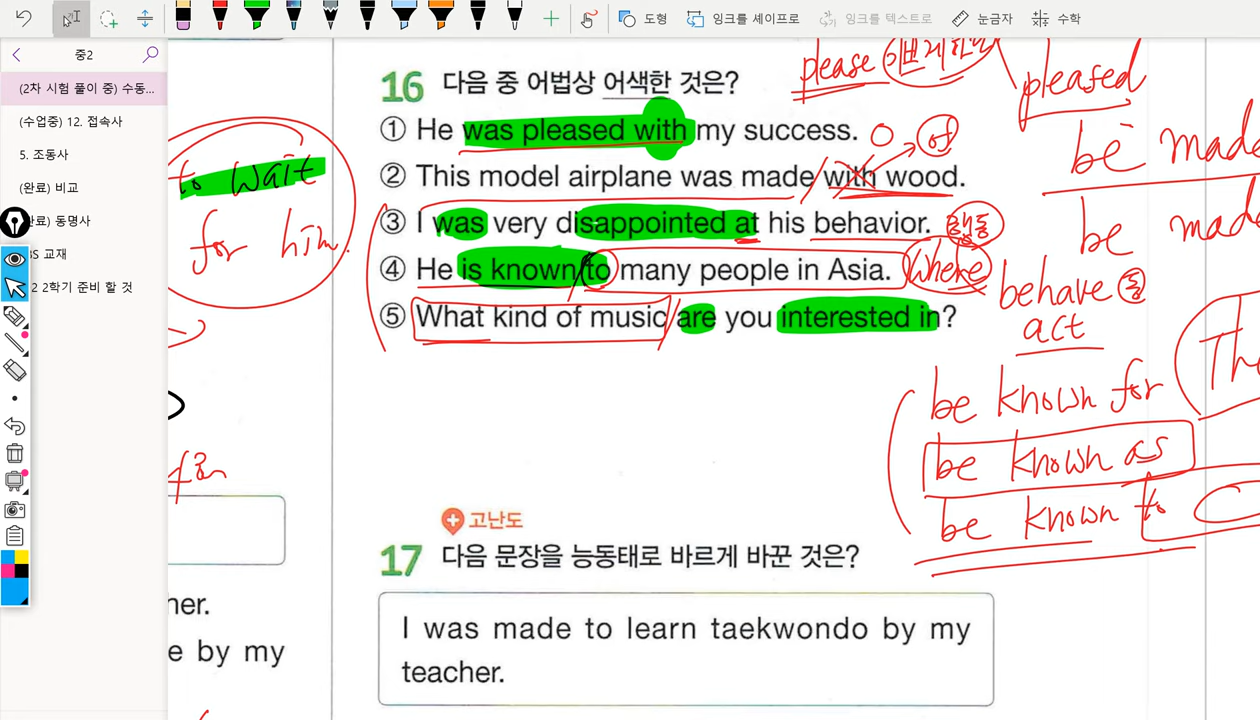 도형
잉크를 셰이프로
잉크를 텍스트로
눈금자
수학
중2
(2차 시험 풀이 중) 수동...
(수업중) 12. 접속사
5. 조동사
(완료) 비교
완료) 동명사
BS 교재
2 2학기 준비 할 것
to wait
for him.
her.
e by my
please
pleased
16 다음 중 어법상 어색한 것은?
① He was pleased with my success. O of
② This model airplane was made with wood.
③ I was very disappointed at his behavior. 행동
④ He is known to many people in Asia. where
⑤ What kind of music are you interested in?
be made
be made
behave 동
act
be known for
The
be known as
be known to
고난도
17 다음 문장을 능동태로 바르게 바꾼 것은?
I was made to learn taekwondo by my
teacher.